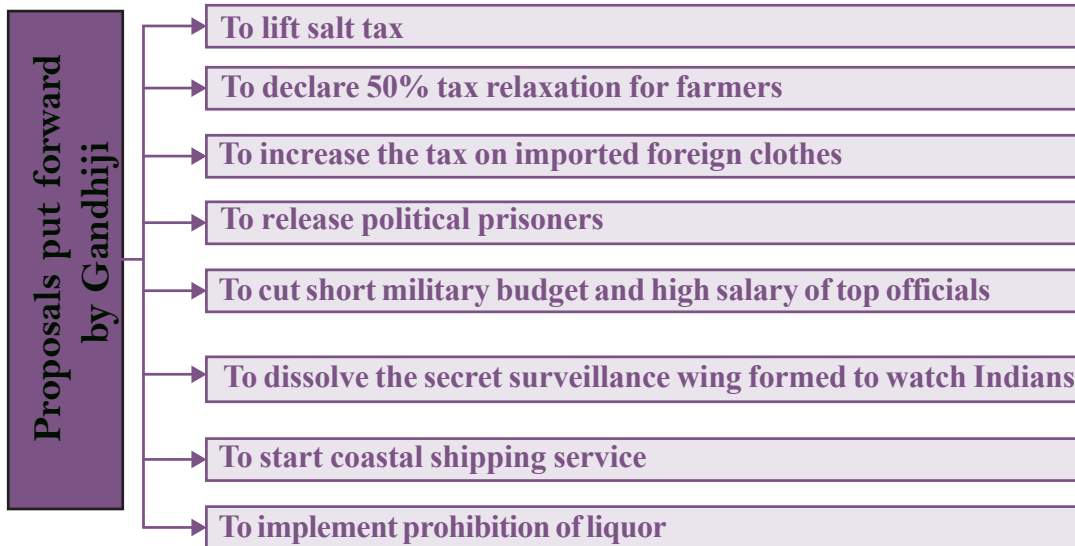 Proposals put forward
by Gandhiji
To lift salt tax
To declare 50% tax relaxation for farmers
To increase the tax on imported foreign clothes
To release political prisoners
To cut short military budget and high salary of top officials
To dissolve the secret surveillance wing formed to watch Indians
To start coastal shipping service
To implement prohibition of liquor